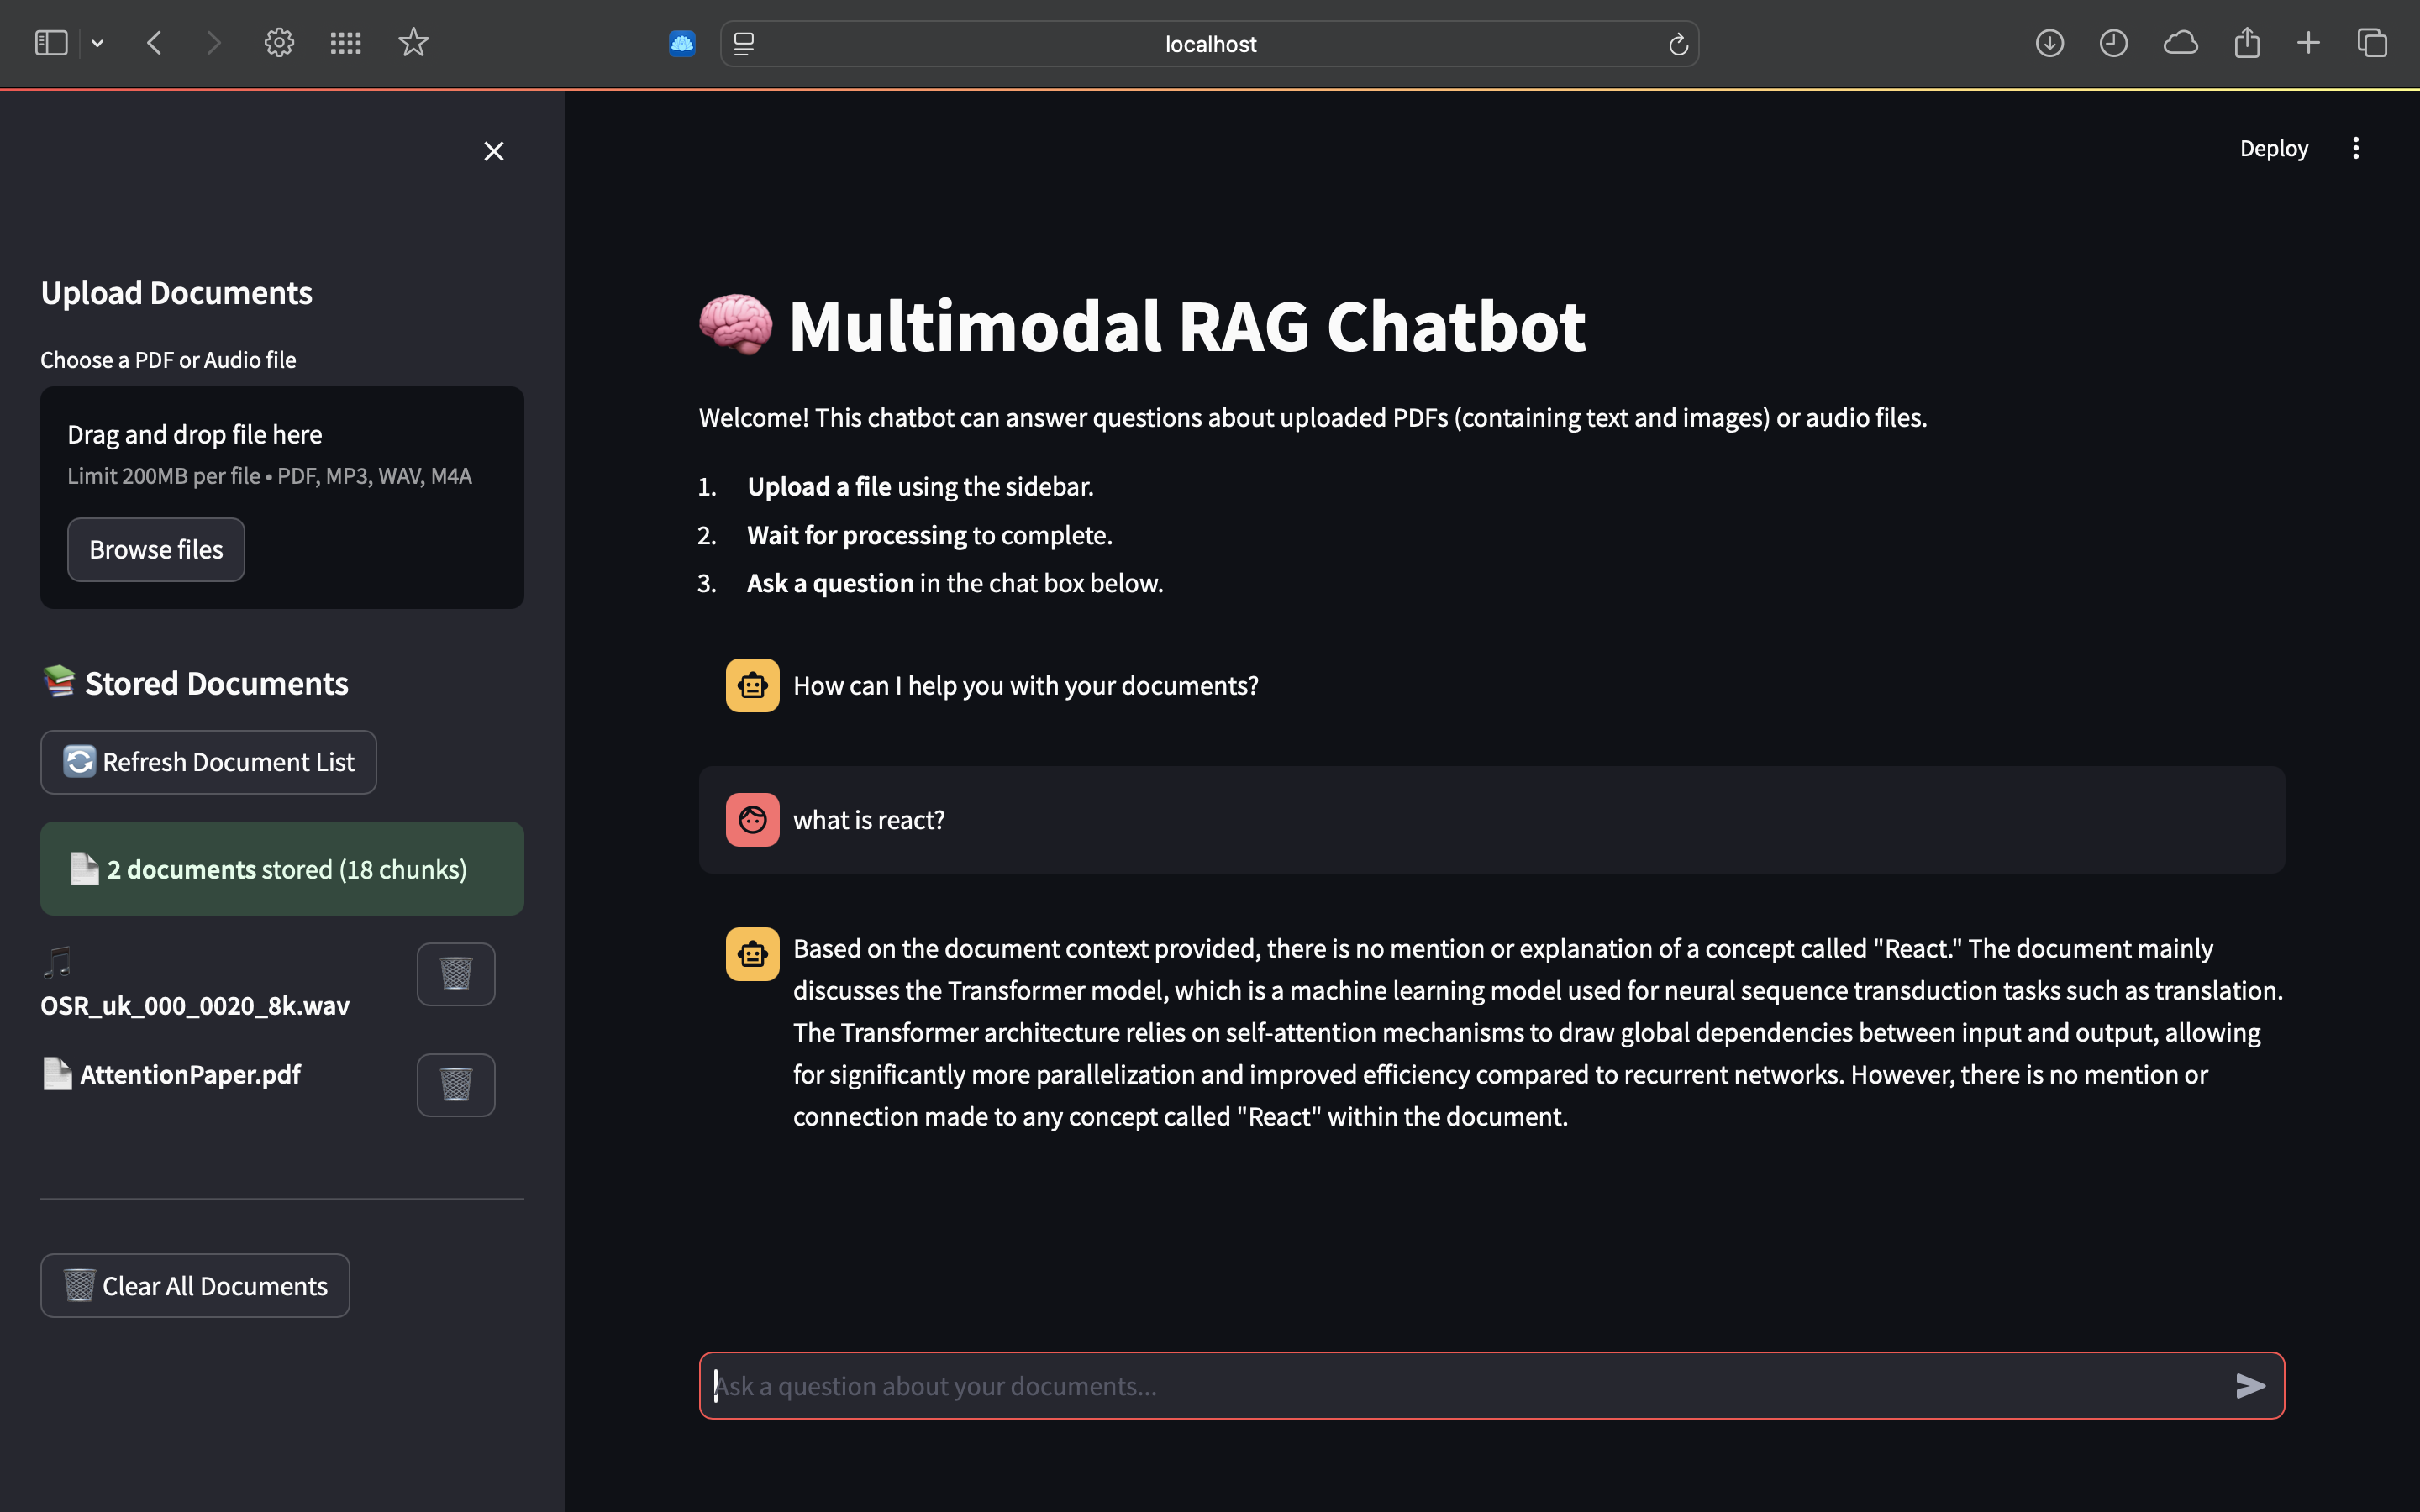 localhost
Deploy
Upload Documents
Choose a PDF or Audio file
Drag and drop file here
Limit 200MB per file • PDF, MP3, WAV, M4A
Browse files
Stored Documents
Refresh Document List
2 documents stored (18 chunks)
OSR_uk_000_0020_8k.wav
AttentionPaper.pdf
Clear All Documents
Multimodal RAG Chatbot
Welcome! This chatbot can answer questions about uploaded PDFs (containing text and images) or audio files.
1. Upload a file using the sidebar.
2. Wait for processing to complete.
3. Ask a question in the chat box below.
How can I help you with your documents?
what is react?
Based on the document context provided, there is no mention or explanation of a concept called "React." The document mainly
discusses the Transformer model, which is a machine learning model used for neural sequence transduction tasks such as translation.
The Transformer architecture relies on self-attention mechanisms to draw global dependencies between input and output, allowing
for significantly more parallelization and improved efficiency compared to recurrent networks. However, there is no mention or
connection made to any concept called "React" within the document.
Ask a question about your documents...